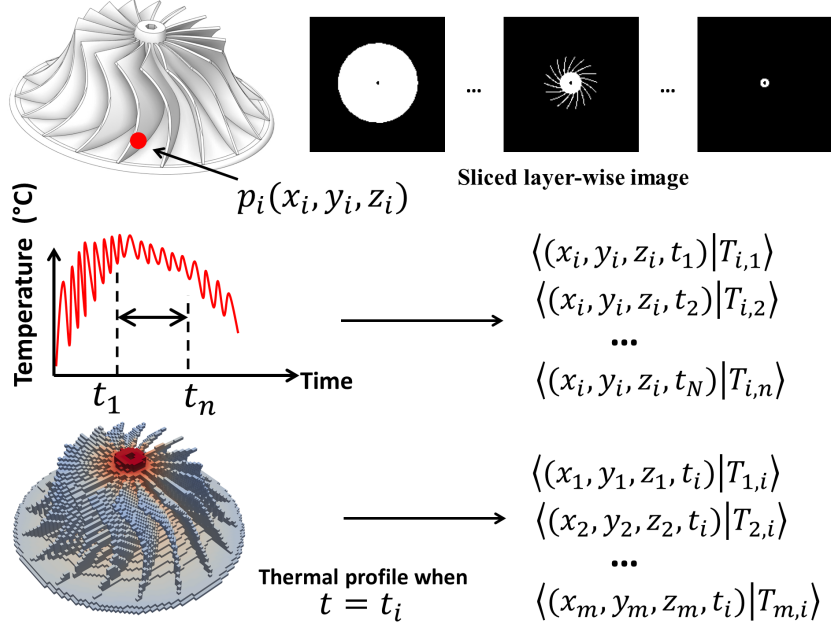 ... ...
Sliced layer-wise image
p_i(x_i, y_i, z_i)
Temperature (°C)
Time
t_1 t_n
⟨(x_i, y_i, z_i, t_1)|T_{i,1}⟩
⟨(x_i, y_i, z_i, t_2)|T_{i,2}⟩
...
⟨(x_i, y_i, z_i, t_N)|T_{i,n}⟩
Thermal profile when
t = t_i
⟨(x_1, y_1, z_1, t_i)|T_{1,i}⟩
⟨(x_2, y_2, z_2, t_i)|T_{2,i}⟩
...
⟨(x_m, y_m, z_m, t_i)|T_{m,i}⟩